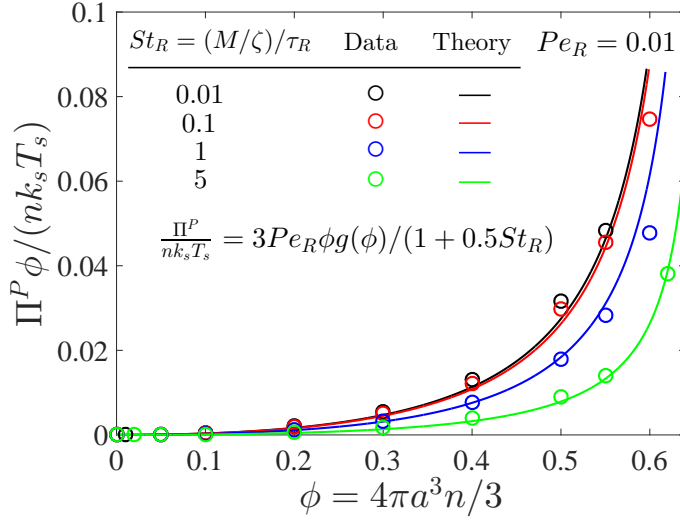 St_R = (M/ζ)/τ_R Data Theory Pe_R = 0.01
0.01
0.1
1
5
Π^P/(nk_sT_s) = 3Pe_Rϕg(ϕ)/(1 + 0.5St_R)
Π^P ϕ/(nk_sT_s)
0.1
0.08
0.06
0.04
0.02
0
0 0.1 0.2 0.3 0.4 0.5 0.6
ϕ = 4πa^3n/3